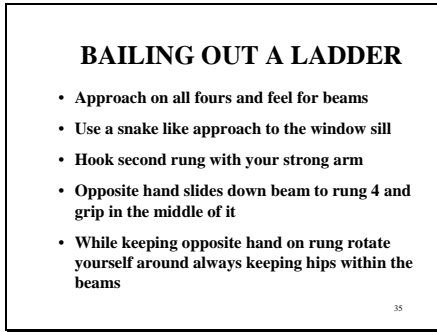 BAILING OUT A LADDER
• Approach on all fours and feel for beams
• Use a snake like approach to the window sill
• Hook second rung with your strong arm
• Opposite hand slides down beam to rung 4 and
grip in the middle of it
• While keeping opposite hand on rung rotate
yourself around always keeping hips within the
beams
35